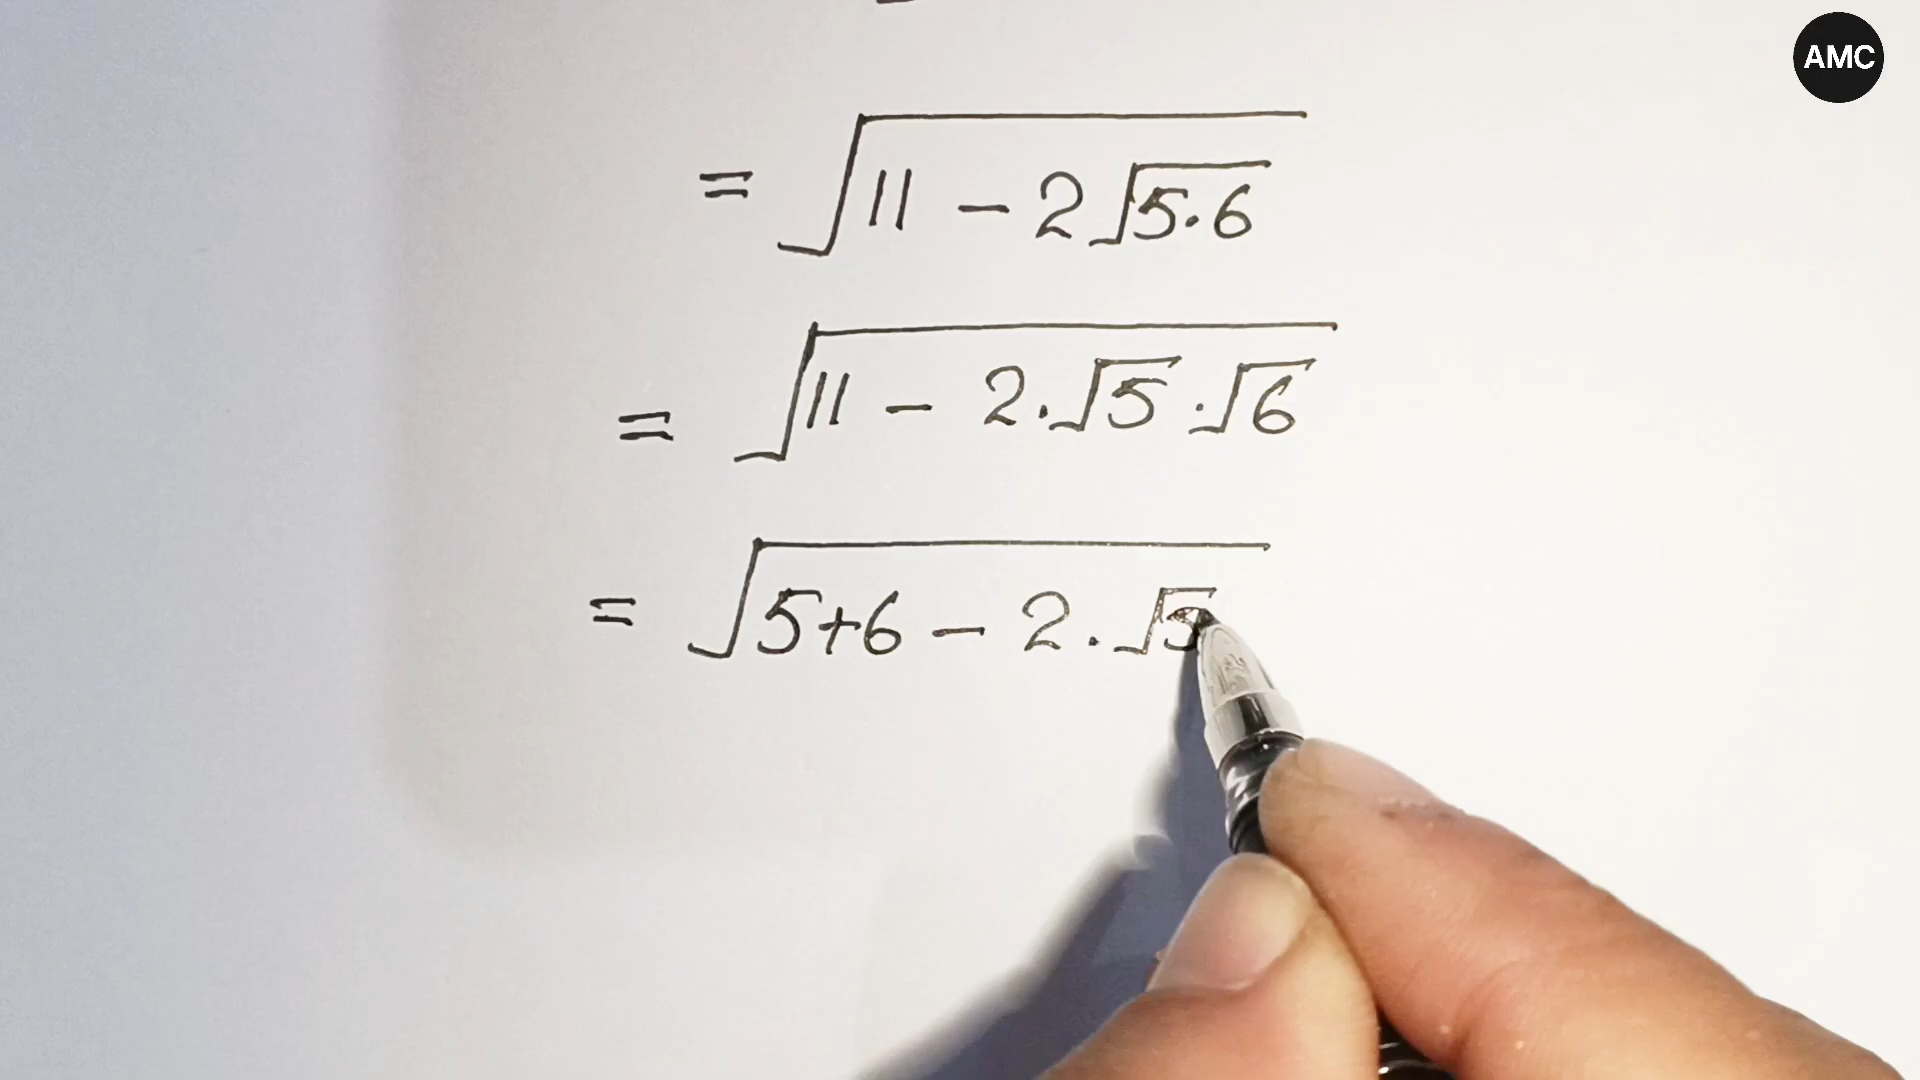 AMC
= √(11 - 2√(5·6))
= √(11 - 2·√5·√6)
= √(5+6 - 2·√5)